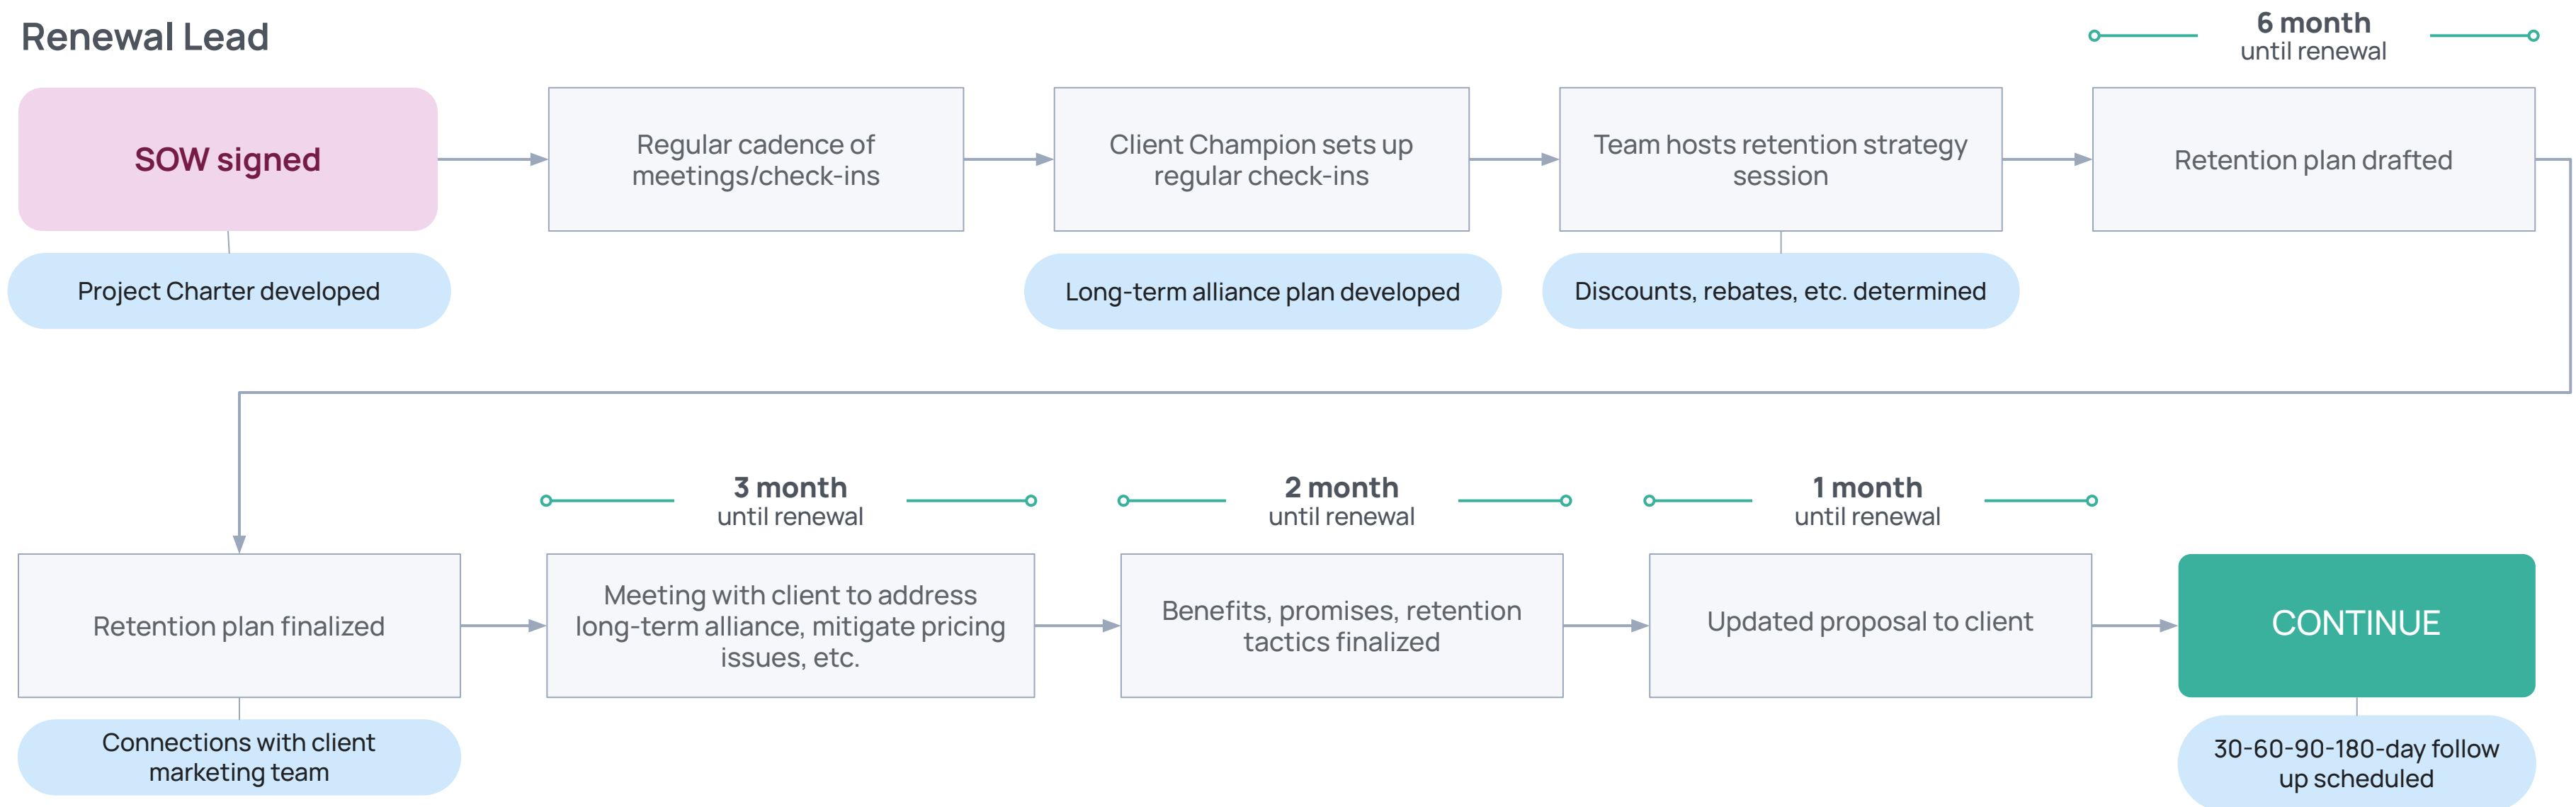 Renewal Lead
6 month
until renewal
SOW signed
Regular cadence of
meetings/check-ins
Client Champion sets up
regular check-ins
Team hosts retention strategy
session
Retention plan drafted
Project Charter developed
Long-term alliance plan developed
Discounts, rebates, etc. determined
3 month
until renewal
2 month
until renewal
1 month
until renewal
Retention plan finalized
Meeting with client to address
long-term alliance, mitigate pricing
issues, etc.
Benefits, promises, retention
tactics finalized
Updated proposal to client
CONTINUE
Connections with client
marketing team
30-60-90-180-day follow
up scheduled